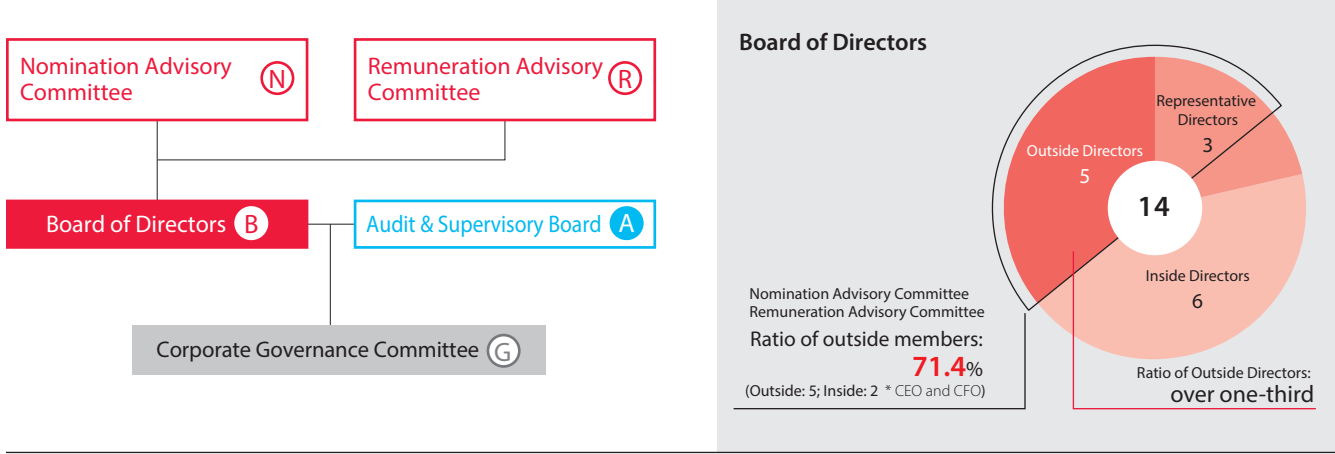 Nomination Advisory
Committee
N
Remuneration Advisory
Committee
R
Board of Directors B
Audit & Supervisory Board A
Corporate Governance Committee G
Board of Directors
Representative
Directors
3
Outside Directors
5
14
Inside Directors
6
Nomination Advisory Committee
Remuneration Advisory Committee
Ratio of outside members:
71.4%
(Outside: 5; Inside: 2 * CEO and CFO)
Ratio of Outside Directors:
over one-third